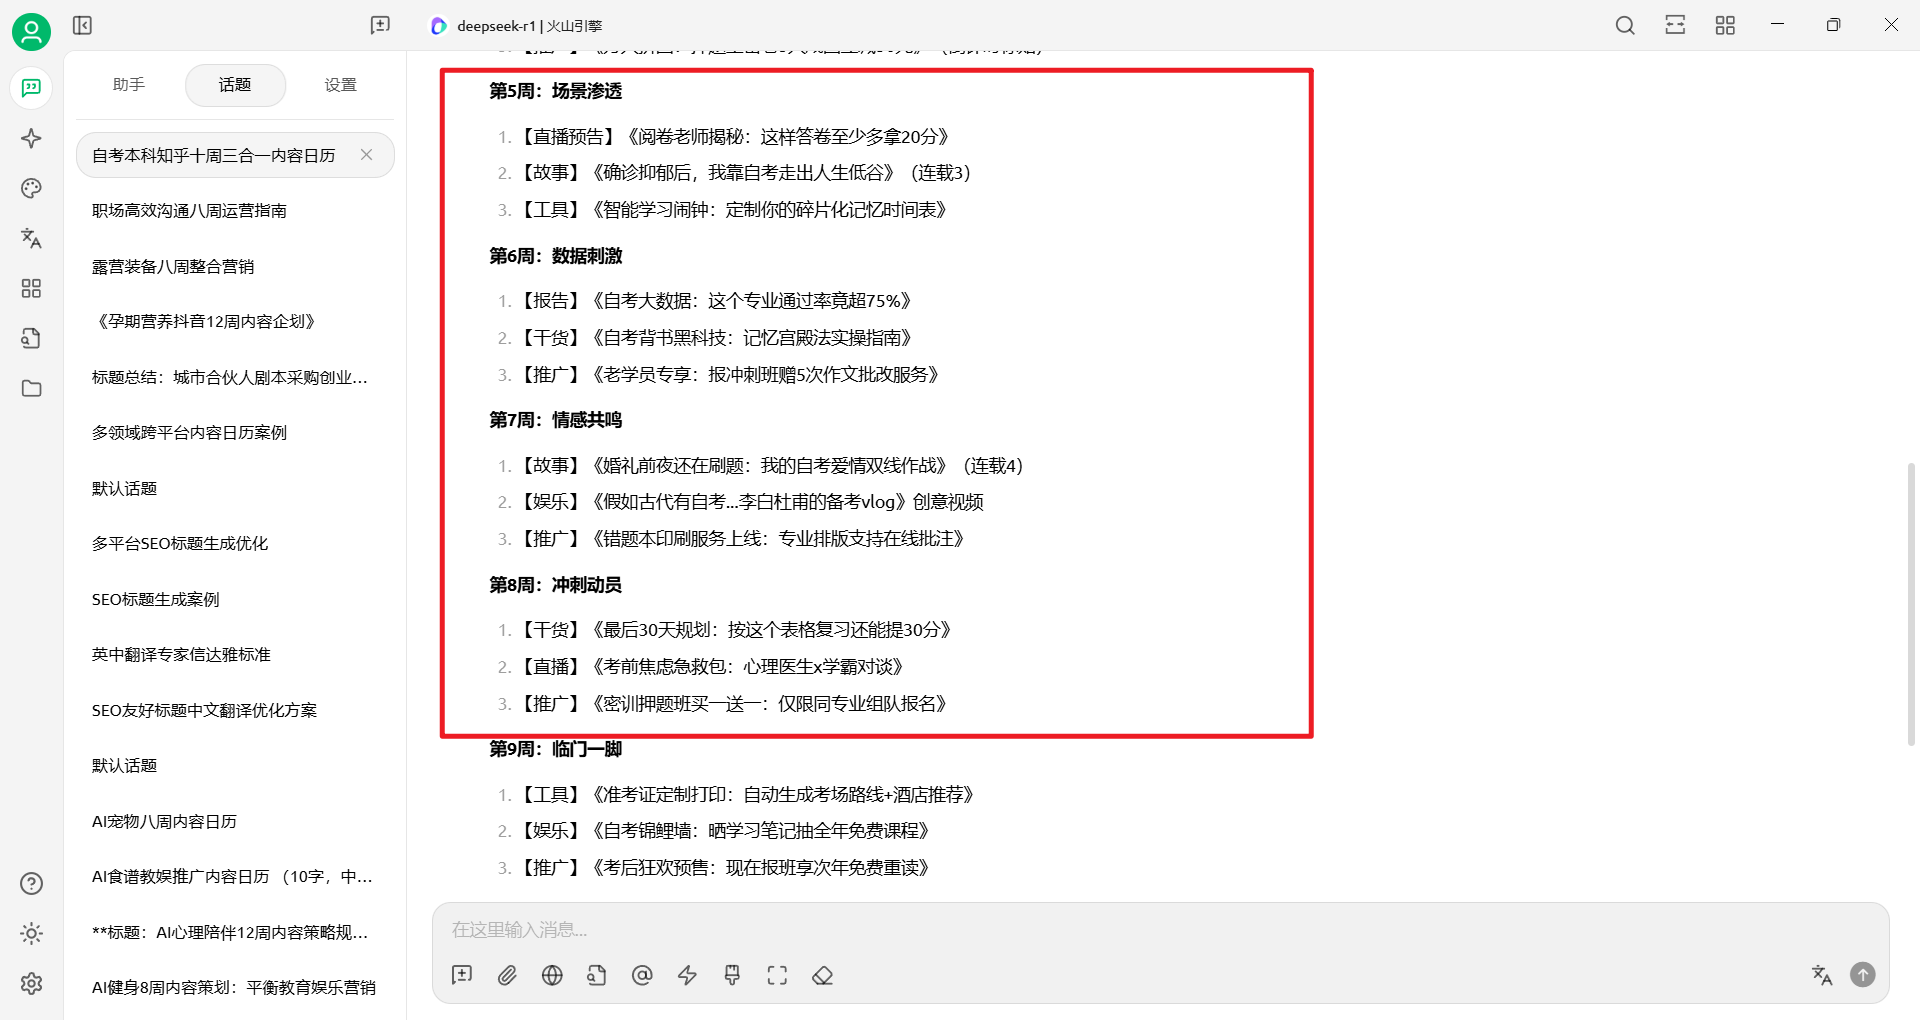 deepseek-r1 | 火山引擎
助手
话题
设置
自考本科知乎十周三合一内容日历
职场高效沟通八周运营指南
露营装备八周整合营销
《孕期营养抖音12周内容企划》
标题总结：城市合伙人剧本采购创业...
多领域跨平台内容日历案例
默认话题
多平台SEO标题生成优化
SEO标题生成案例
英中翻译专家信达雅标准
SEO友好标题中文翻译优化方案
默认话题
AI宠物八周内容日历
AI食谱教娱推广内容日历 （10字，中...
**标题：AI心理陪伴12周内容策略规...
AI健身8周内容策划：平衡教育娱乐营销
第5周：场景渗透
1. 【直播预告】《阅卷老师揭秘：这样答卷至少多拿20分》
2. 【故事】《确诊抑郁后，我靠自考走出人生低谷》（连载3）
3. 【工具】《智能学习闹钟：定制你的碎片化记忆时间表》
第6周：数据刺激
1. 【报告】《自考大数据：这个专业通过率竟超75%》
2. 【干货】《自考背书黑科技：记忆宫殿法实操指南》
3. 【推广】《老学员专享：报冲刺班赠5次作文批改服务》
第7周：情感共鸣
1. 【故事】《婚礼前夜还在刷题：我的自考爱情双线作战》（连载4）
2. 【娱乐】《假如古代有自考...李白杜甫的备考vlog》创意视频
3. 【推广】《错题本印刷服务上线：专业排版支持在线批注》
第8周：冲刺动员
1. 【干货】《最后30天规划：按这个表格复习还能提30分》
2. 【直播】《考前焦虑急救包：心理医生x学霸对谈》
3. 【推广】《密训押题班买一送一：仅限同专业组队报名》
第9周：临门一脚
1. 【工具】《准考证定制打印：自动生成考场路线+酒店推荐》
2. 【娱乐】《自考锦鲤墙：晒学习笔记抽全年免费课程》
3. 【推广】《考后狂欢预售：现在报班享次年免费重读》
在这里输入消息...